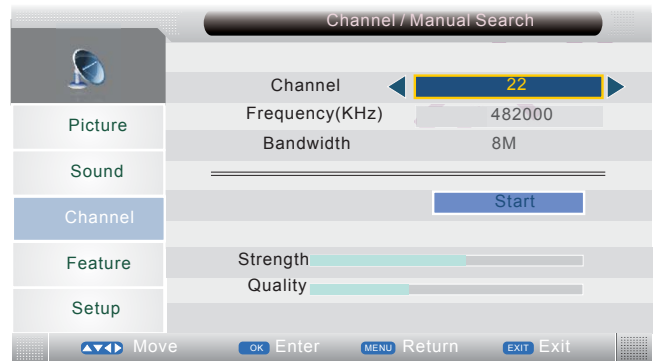 Channel / Manual Search
Channel 22
Frequency(KHz) 482000
Bandwidth 8M
Start
Strength
Quality
Picture
Sound
Channel
Feature
Setup
Move OK Enter MENU Return EXIT Exit